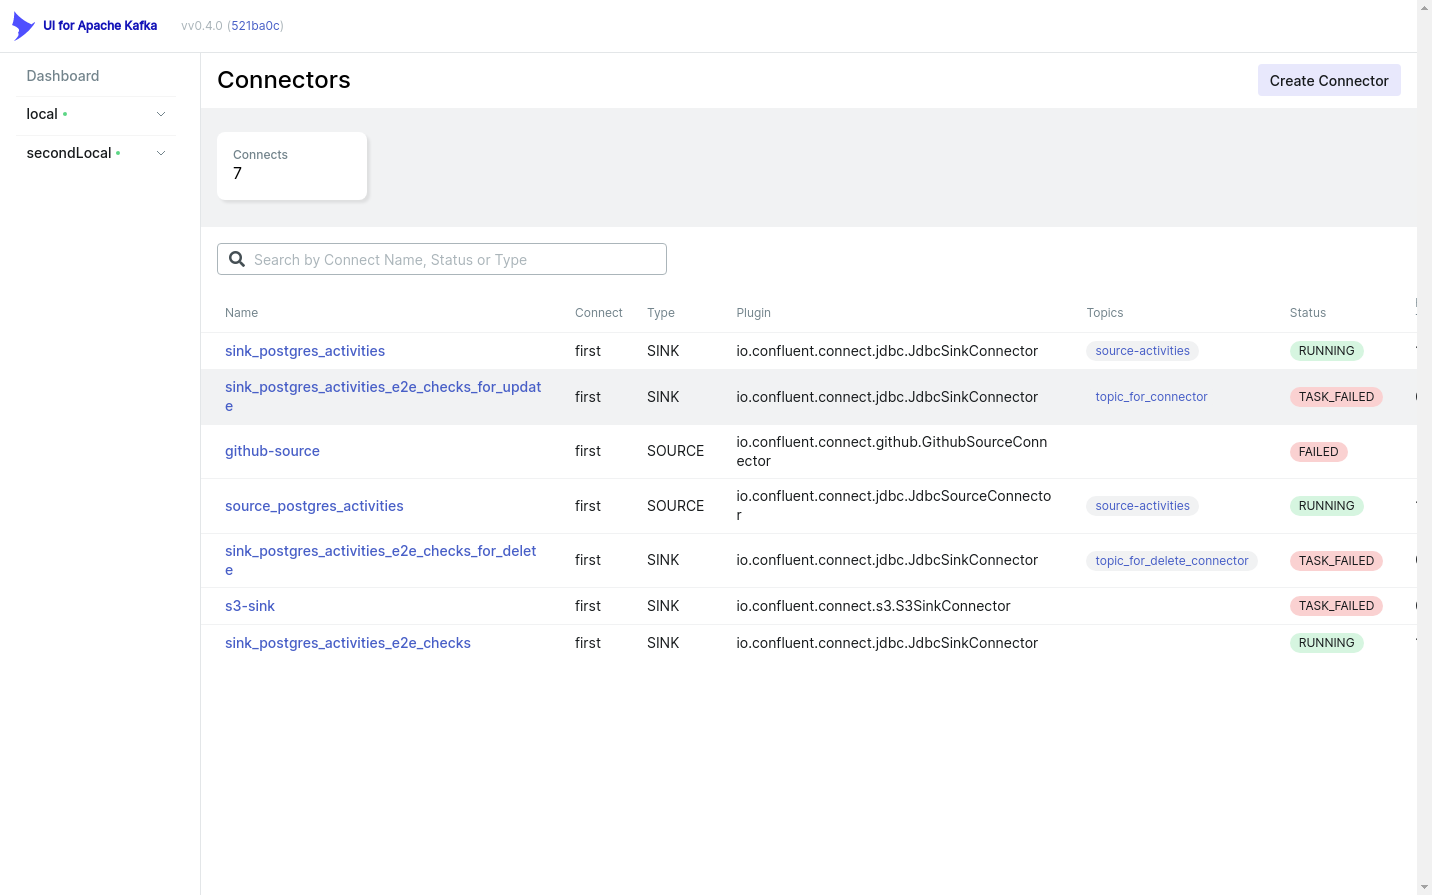 UI for Apache Kafka vv0.4.0 (521ba0c)
Dashboard
local
secondLocal
Connectors
Create Connector
Connects
7
Search by Connect Name, Status or Type
Name Connect Type Plugin Topics Status
sink_postgres_activities first SINK io.confluent.connect.jdbc.JdbcSinkConnector source-activities RUNNING
sink_postgres_activities_e2e_checks_for_updat
e
first SINK io.confluent.connect.jdbc.JdbcSinkConnector topic_for_connector TASK_FAILED
github-source first SOURCE
io.confluent.connect.github.GithubSourceConn
ector
FAILED
source_postgres_activities first SOURCE
io.confluent.connect.jdbc.JdbcSourceConnecto
r
source-activities RUNNING
sink_postgres_activities_e2e_checks_for_delet
e
first SINK io.confluent.connect.jdbc.JdbcSinkConnector topic_for_delete_connector TASK_FAILED
s3-sink first SINK io.confluent.connect.s3.S3SinkConnector TASK_FAILED
sink_postgres_activities_e2e_checks first SINK io.confluent.connect.jdbc.JdbcSinkConnector RUNNING